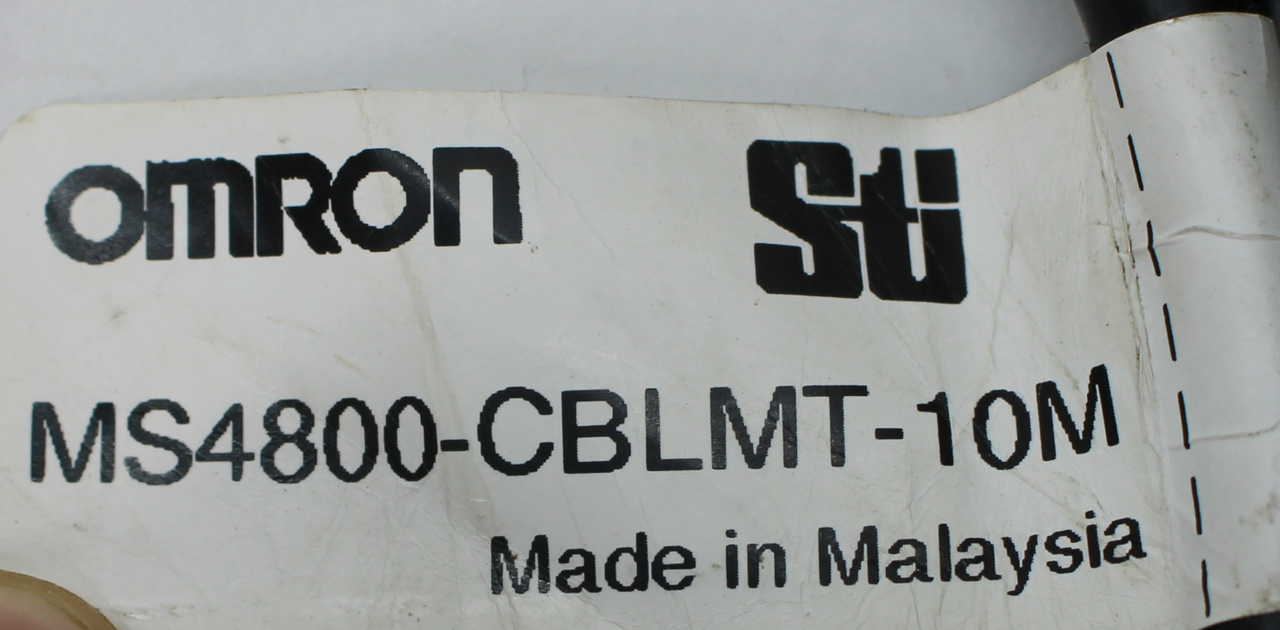 omron Sti
MS4800-CBLMT-10M
Made in Malaysia